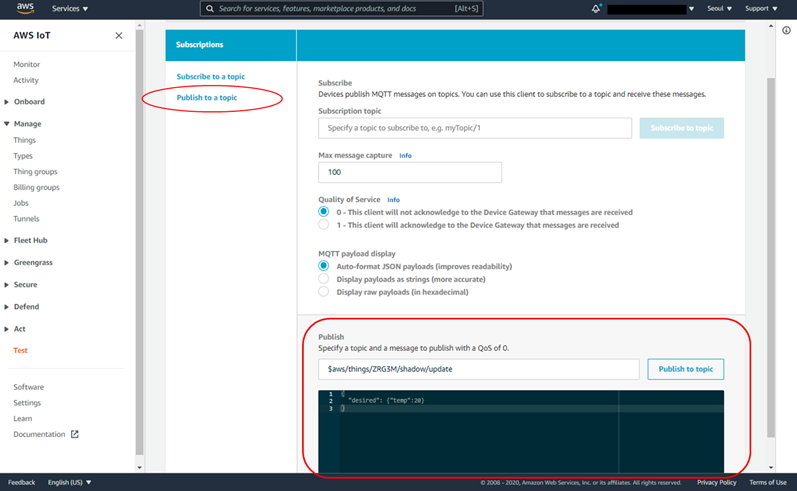 aws
Services
Search for services, features, marketplace products, and docs [Alt+S]
Seoul
Support
AWS IoT
Monitor
Activity
Onboard
Manage
Things
Types
Thing groups
Billing groups
Jobs
Tunnels
Fleet Hub
Greengrass
Secure
Defend
Act
Test
Software
Settings
Learn
Documentation
Subscriptions
Subscribe to a topic
Publish to a topic
Subscribe
Devices publish MQTT messages on topics. You can use this client to subscribe to a topic and receive these messages.
Subscription topic
Specify a topic to subscribe to, e.g. myTopic/1
Subscribe to topic
Max message capture Info
100
Quality of Service Info
0 - This client will not acknowledge to the Device Gateway that messages are received
1 - This client will acknowledge to the Device Gateway that messages are received
MQTT payload display
Auto-format JSON payloads (improves readability)
Display payloads as strings (more accurate)
Display raw payloads (in hexadecimal)
Publish
Specify a topic and a message to publish with a QoS of 0.
$aws/things/ZRG3M/shadow/update
Publish to topic
1 {
2 "desired": {"temp":20}
3 }
Feedback
English (US)
© 2008 - 2020, Amazon Web Services, Inc. or its affiliates. All rights reserved.
Privacy Policy
Terms of Use